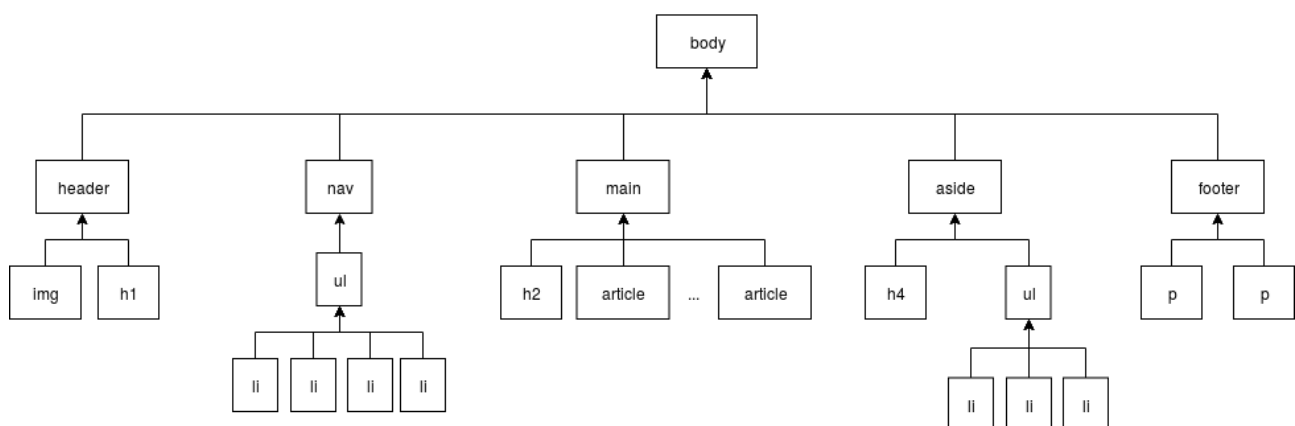 body
header
nav
main
aside
footer
img
h1
ul
h2
article
...
article
h4
ul
p
p
li
li
li
li
li
li
li